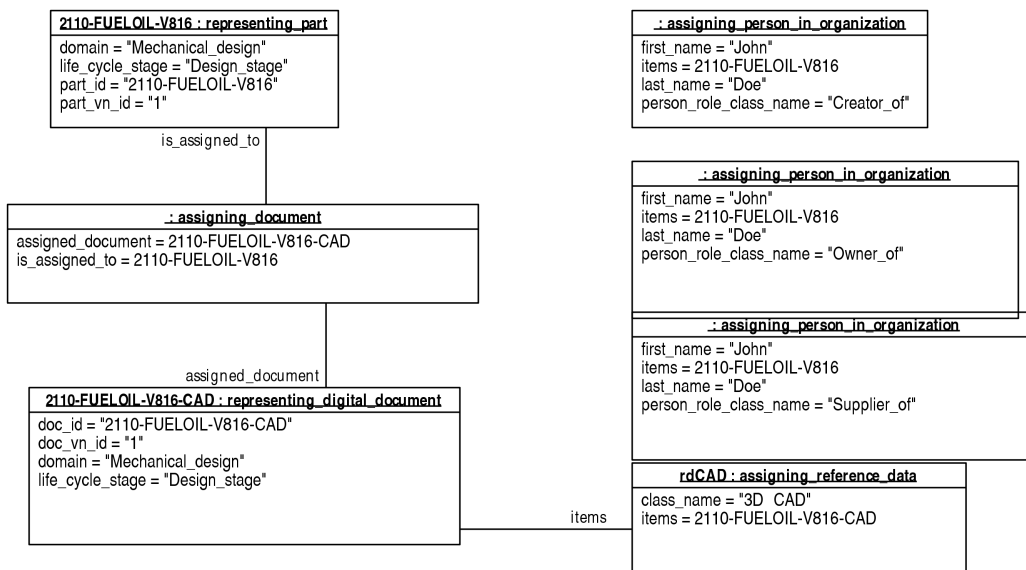 2110-FUELOIL-V816 : representing_part
domain = "Mechanical_design"
life_cycle_stage = "Design_stage"
part_id = "2110-FUELOIL-V816"
part_vn_id = "1"
is_assigned_to
: assigning_document
assigned_document = 2110-FUELOIL-V816-CAD
is_assigned_to = 2110-FUELOIL-V816
assigned_document
2110-FUELOIL-V816-CAD : representing_digital_document
doc_id = "2110-FUELOIL-V816-CAD"
doc_vn_id = "1"
domain = "Mechanical_design"
life_cycle_stage = "Design_stage"
items
: assigning_person_in_organization
first_name = "John"
items = 2110-FUELOIL-V816
last_name = "Doe"
person_role_class_name = "Creator_of"
: assigning_person_in_organization
first_name = "John"
items = 2110-FUELOIL-V816
last_name = "Doe"
person_role_class_name = "Owner_of"
: assigning_person_in_organization
first_name = "John"
items = 2110-FUELOIL-V816
last_name = "Doe"
person_role_class_name = "Supplier_of"
rdCAD : assigning_reference_data
class_name = "3D CAD"
items = 2110-FUELOIL-V816-CAD